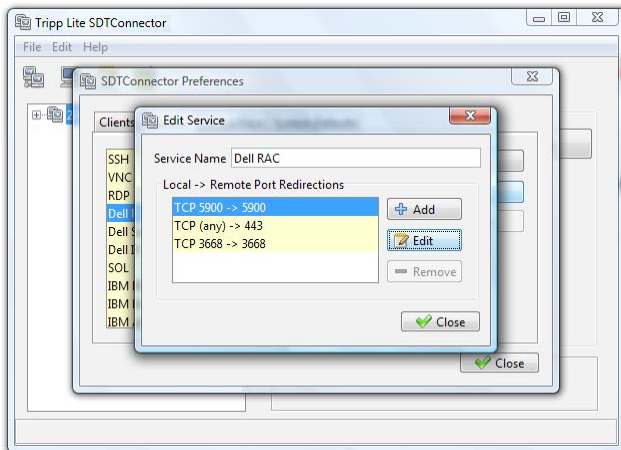 Tripp Lite SDTConnector
File Edit Help
SDTConnector Preferences
Clients
Edit Service
Service Name Dell RAC
Local -> Remote Port Redirections
TCP 5900 -> 5900
TCP (any) -> 443
TCP 3668 -> 3668
Add
Edit
Remove
Close
SSH
VNC
RDP
Dell
Dell
Dell
SOL
IBM
IBM
IBM
Close